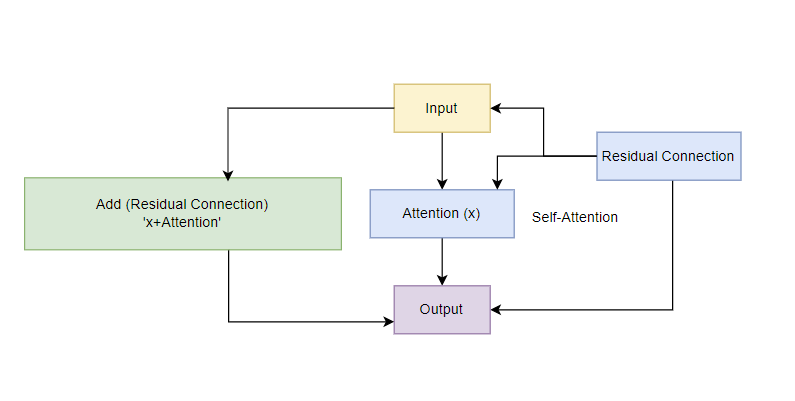 Input
Residual Connection
Add (Residual Connection)
'x+Attention'
Attention (x)
Self-Attention
Output